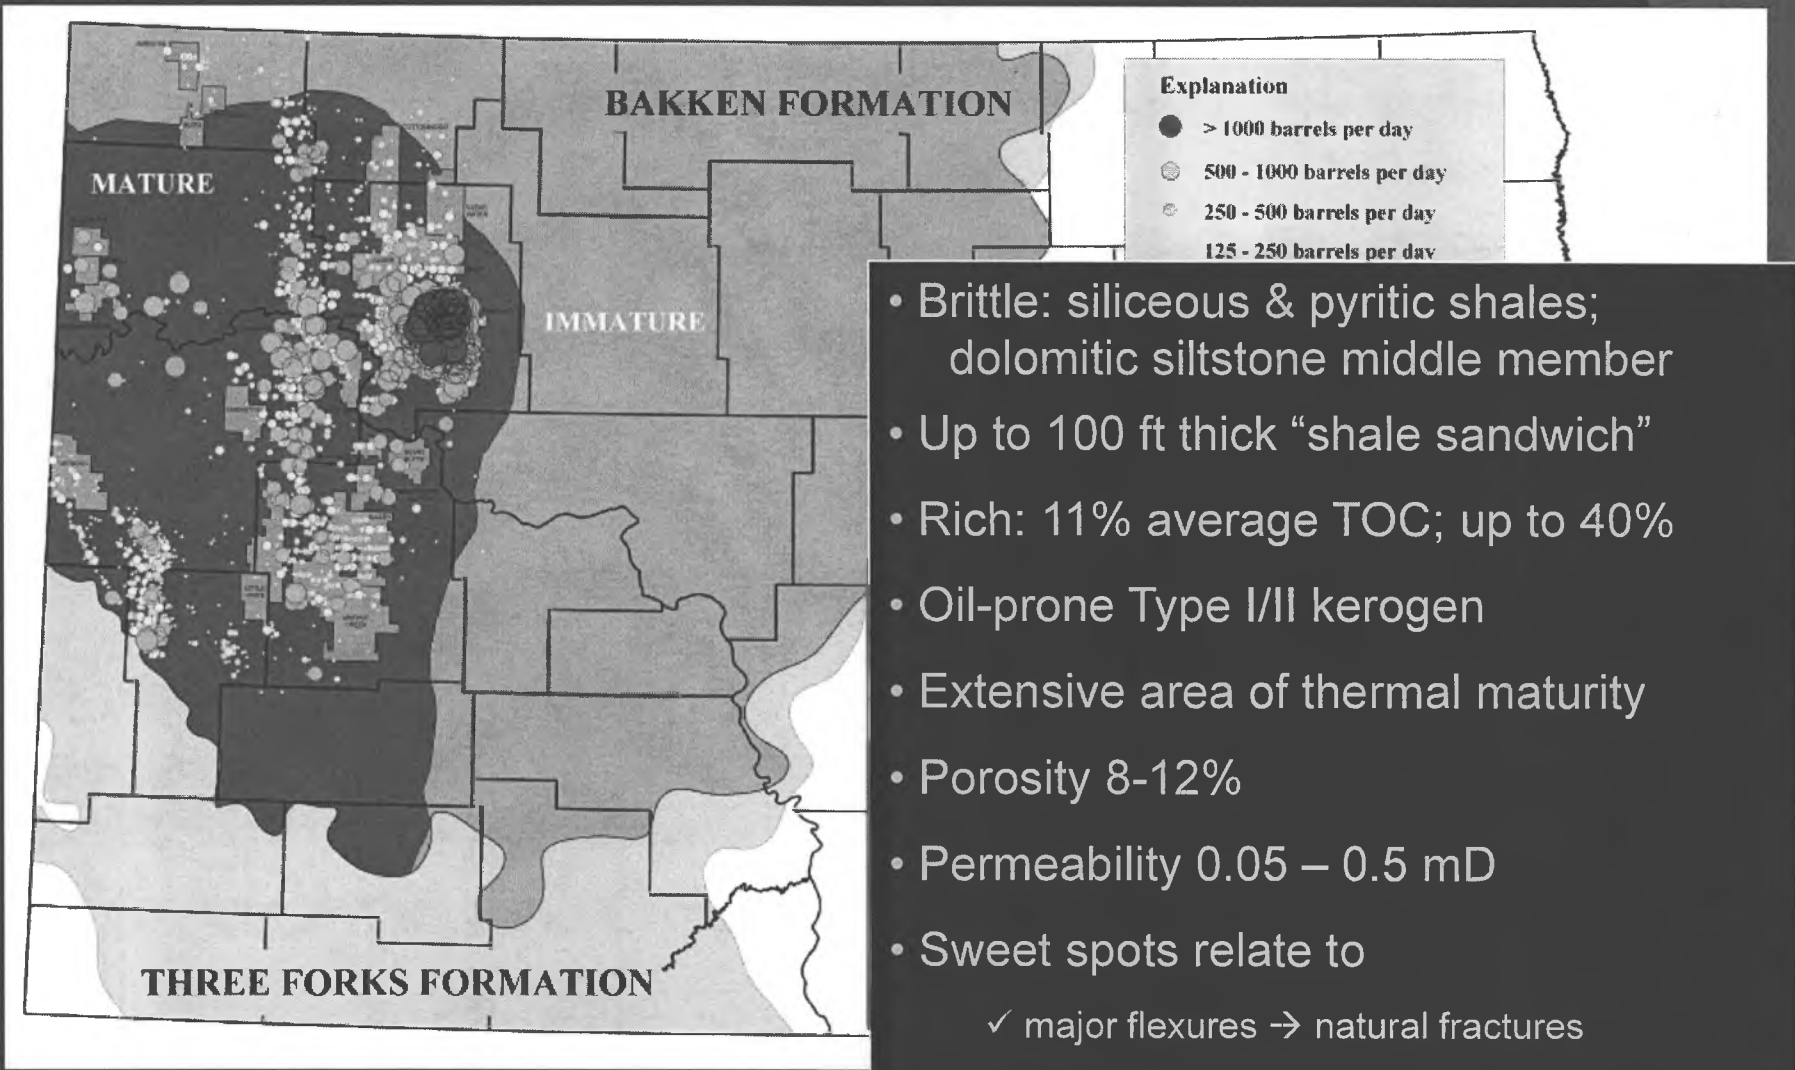 BAKKEN FORMATION
MATURE
IMMATURE
THREE FORKS FORMATION
Explanation
> 1000 barrels per day
500 - 1000 barrels per day
250 - 500 barrels per day
125 - 250 barrels per day
• Brittle: siliceous & pyritic shales;
dolomitic siltstone middle member
• Up to 100 ft thick “shale sandwich”
• Rich: 11% average TOC; up to 40%
• Oil-prone Type I/II kerogen
• Extensive area of thermal maturity
• Porosity 8-12%
• Permeability 0.05 – 0.5 mD
• Sweet spots relate to
✓ major flexures → natural fractures